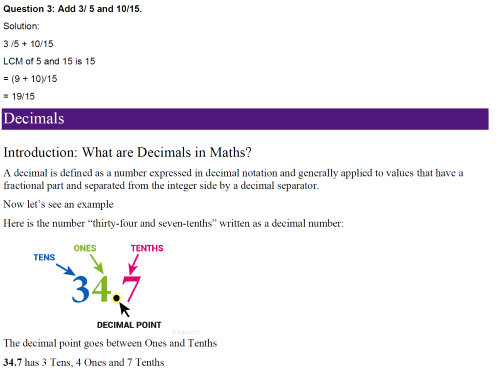 Question 3: Add 3/ 5 and 10/15.
Solution:
3 /5 + 10/15
LCM of 5 and 15 is 15
= (9 + 10)/15
= 19/15
Decimals
Introduction: What are Decimals in Maths?
A decimal is defined as a number expressed in decimal notation and generally applied to values that have a
fractional part and separated from the integer side by a decimal separator.
Now let’s see an example
Here is the number “thirty-four and seven-tenths” written as a decimal number:
ONES TENTHS
TENS
34.7
DECIMAL POINT
The decimal point goes between Ones and Tenths
34.7 has 3 Tens, 4 Ones and 7 Tenths